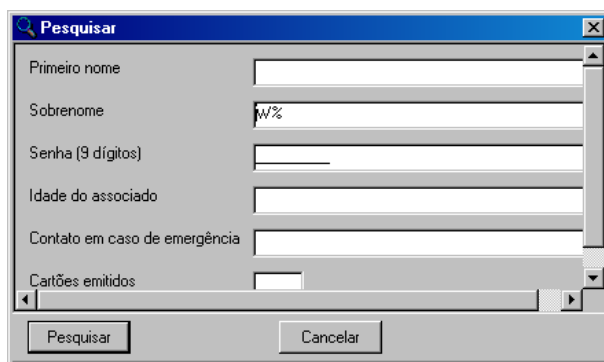 Pesquisar
Primeiro nome
Sobrenome W%
Senha (9 dígitos) _________
Idade do associado
Contato em caso de emergência
Cartões emitidos
Pesquisar Cancelar